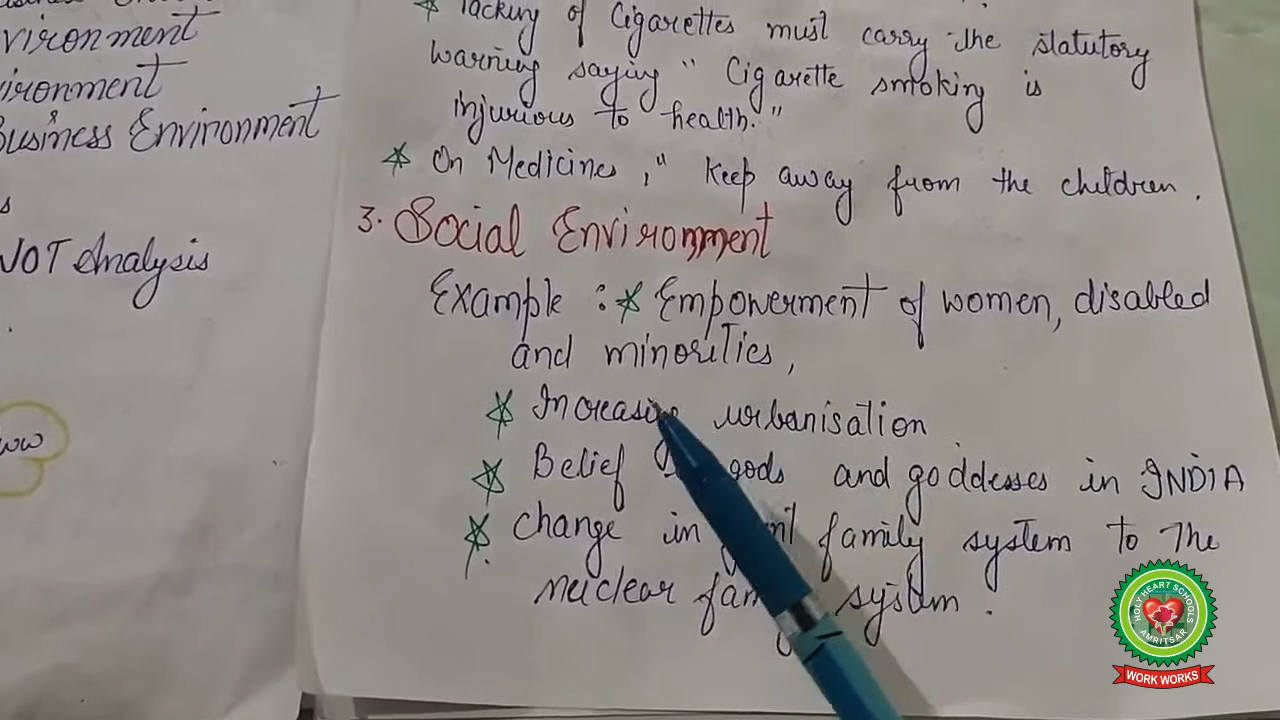 vironment
ironment
Business Environment
s
WOT Analysis
* Packing of Cigarettes must carry the statutory
warning saying " Cigarette smoking is
injurious to health."
* On Medicines, " Keep away from the children.
3. Social Environment
Example : * Empowerment of women, disabled
and minorities,
* Increasing urbanisation
* Belief gods and goddesses in INDIA
* Change in family system to the
nuclear system.
HOLY HEART SCHOOLS
AMRITSAR
WORK WORKS